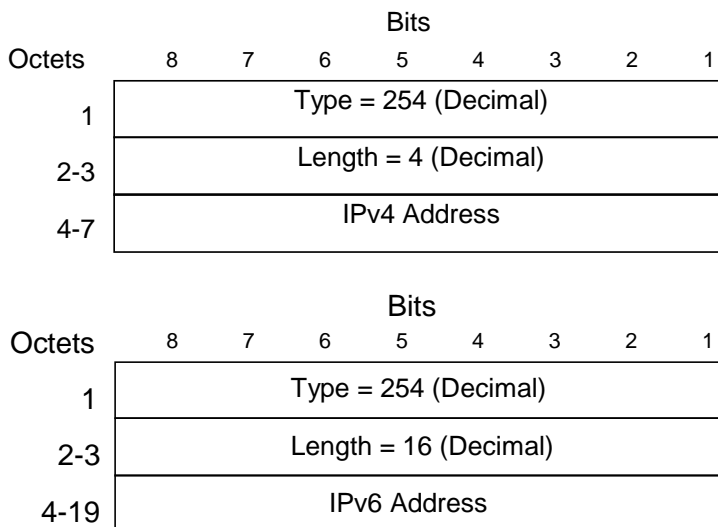 Bits
Octets 8 7 6 5 4 3 2 1
1 Type = 254 (Decimal)
2-3 Length = 4 (Decimal)
4-7 IPv4 Address
Bits
Octets 8 7 6 5 4 3 2 1
1 Type = 254 (Decimal)
2-3 Length = 16 (Decimal)
4-19 IPv6 Address